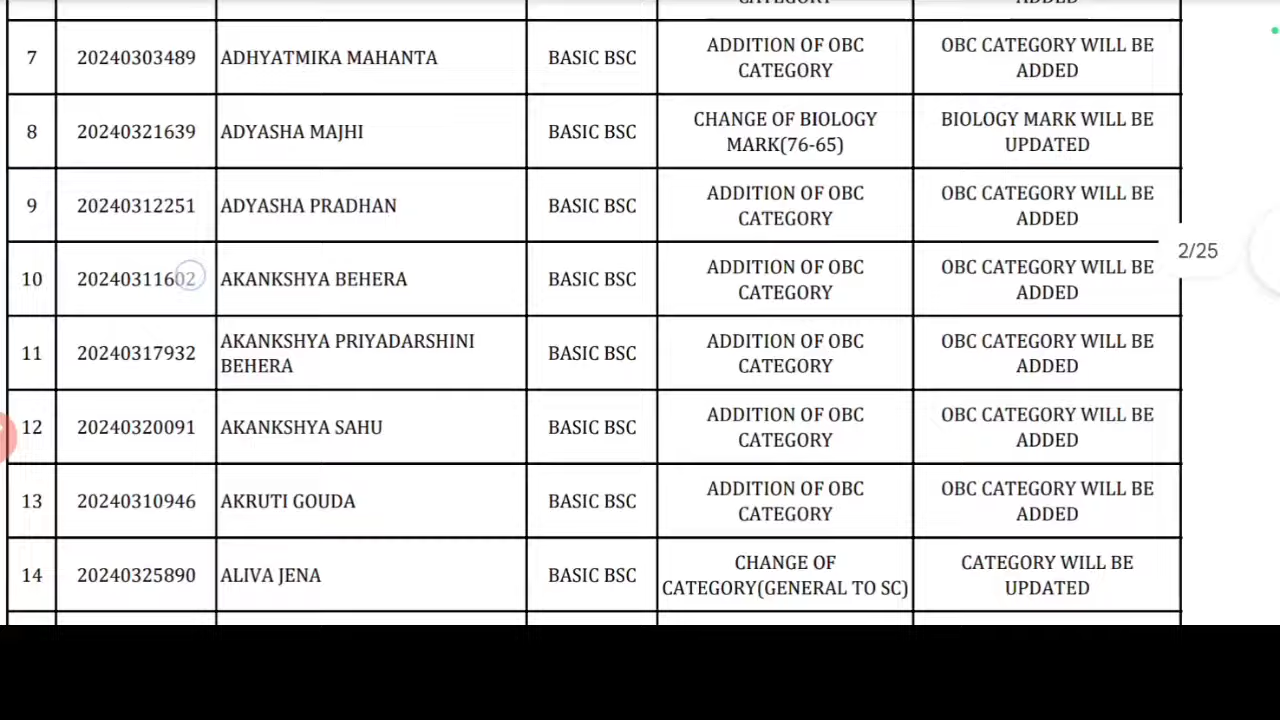 CATEGORY ADDED
7 20240303489 ADHYATMIKA MAHANTA BASIC BSC ADDITION OF OBC CATEGORY OBC CATEGORY WILL BE ADDED
8 20240321639 ADYASHA MAJHI BASIC BSC CHANGE OF BIOLOGY MARK(76-65) BIOLOGY MARK WILL BE UPDATED
9 20240312251 ADYASHA PRADHAN BASIC BSC ADDITION OF OBC CATEGORY OBC CATEGORY WILL BE ADDED
2/25
10 20240311602 AKANKSHYA BEHERA BASIC BSC ADDITION OF OBC CATEGORY OBC CATEGORY WILL BE ADDED
11 20240317932 AKANKSHYA PRIYADARSHINI BEHERA BASIC BSC ADDITION OF OBC CATEGORY OBC CATEGORY WILL BE ADDED
12 20240320091 AKANKSHYA SAHU BASIC BSC ADDITION OF OBC CATEGORY OBC CATEGORY WILL BE ADDED
13 20240310946 AKRUTI GOUDA BASIC BSC ADDITION OF OBC CATEGORY OBC CATEGORY WILL BE ADDED
14 20240325890 ALIVA JENA BASIC BSC CHANGE OF CATEGORY(GENERAL TO SC) CATEGORY WILL BE UPDATED